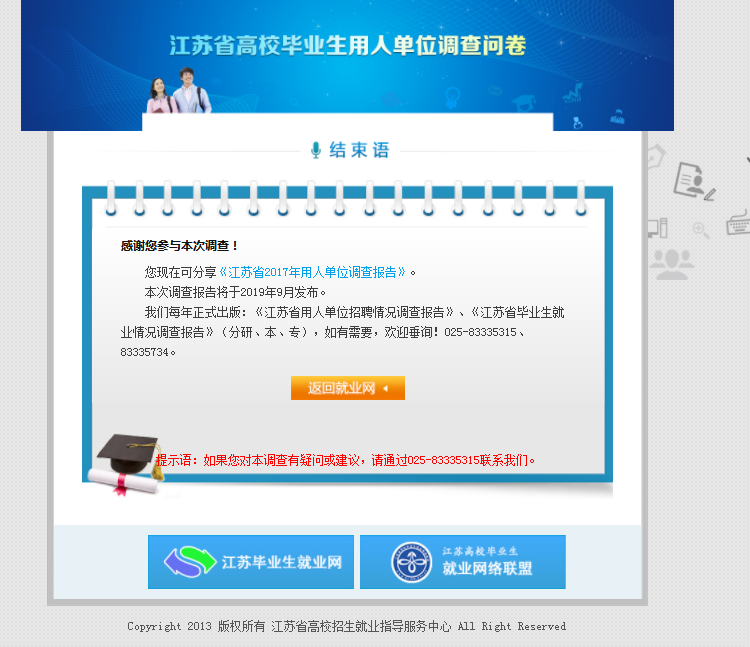 江苏省高校毕业生用人单位调查问卷
结束语
感谢您参与本次调查！
您现在可分享《江苏省2017年用人单位调查报告》。
本次调查报告将于2019年9月发布。
我们每年正式出版：《江苏省用人单位招聘情况调查报告》、《江苏省毕业生就
业情况调查报告》（分研、本、专），如有需要，欢迎垂询！025-83335315、
83335734。
返回就业网
提示语：如果您对本调查有疑问或建议，请通过025-83335315联系我们。
江苏毕业生就业网
江苏高校毕业生
就业网络联盟
Copyright 2013 版权所有 江苏省高校招生就业指导服务中心 All Right Reserved